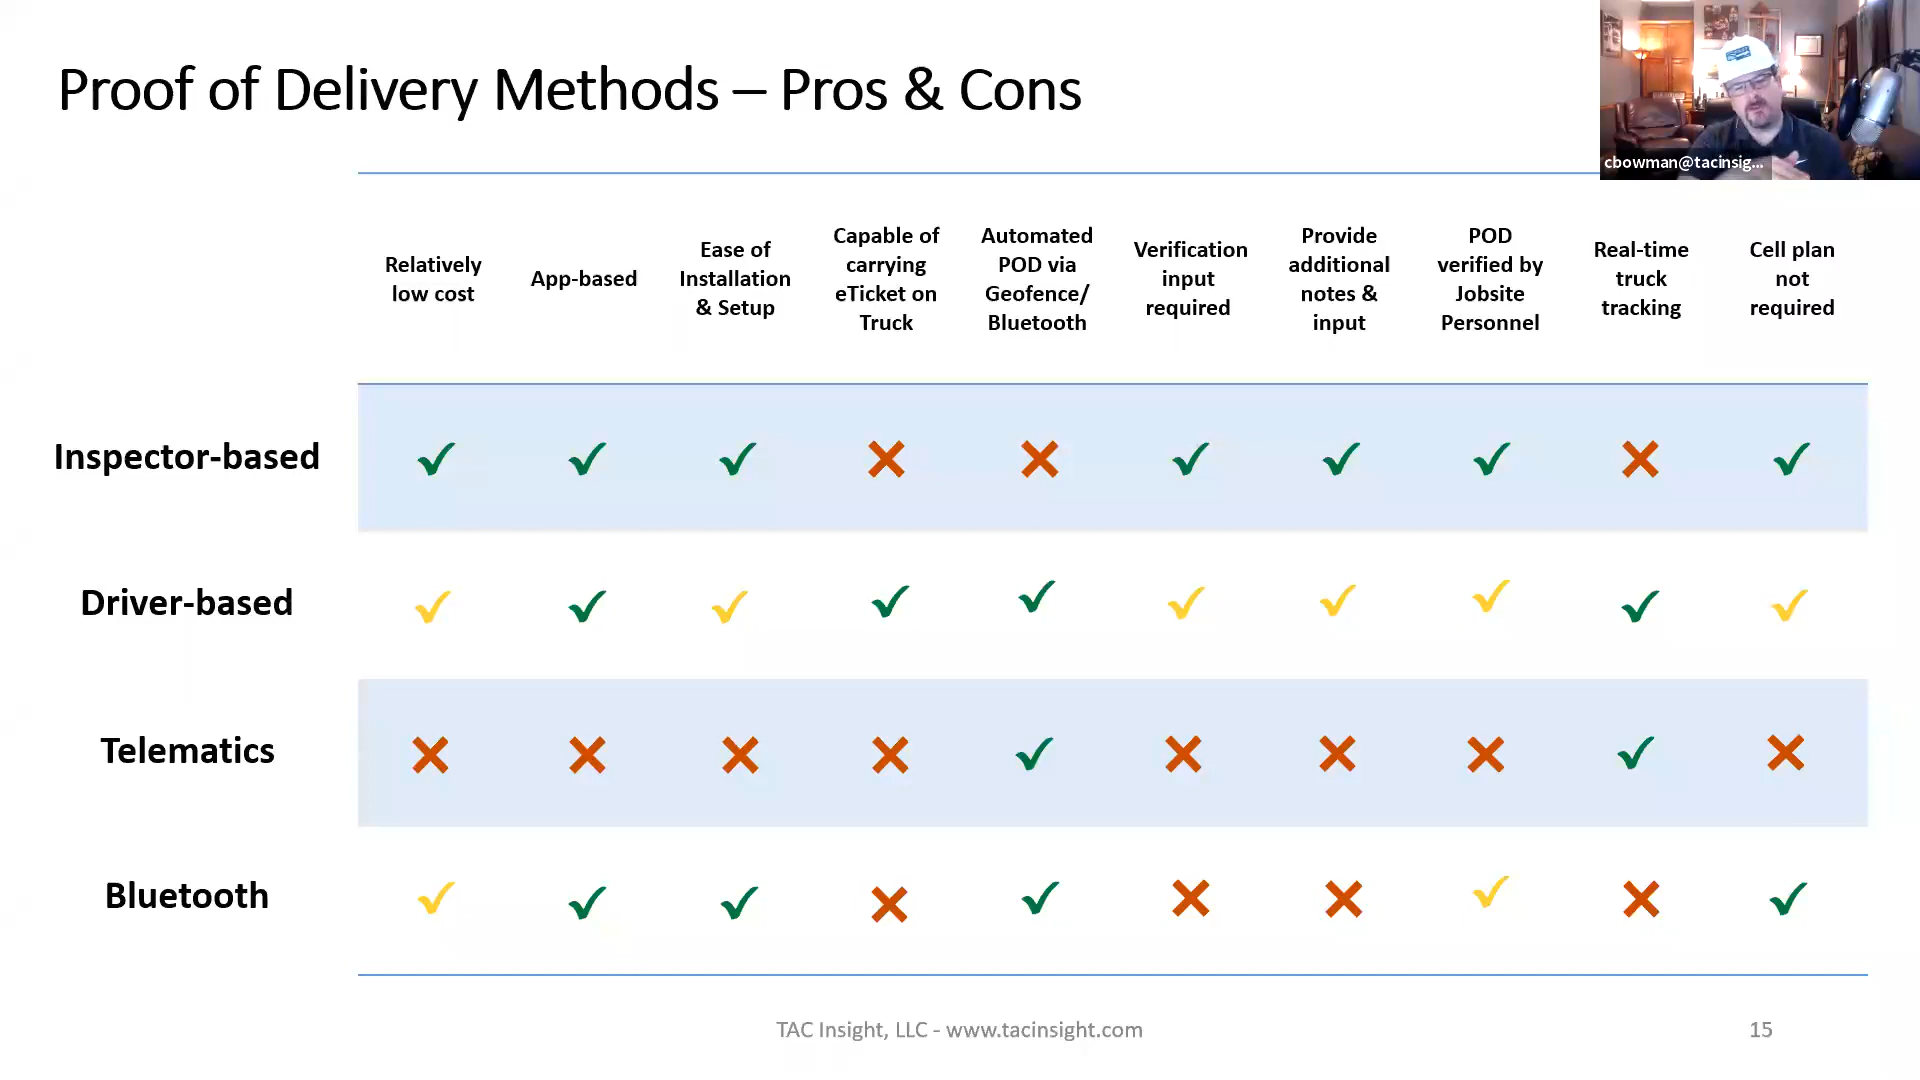 Proof of Delivery Methods – Pros & Cons
cbowman@tacinsig...
Relatively
low cost
App-based
Ease of
Installation
& Setup
Capable of
carrying
eTicket on
Truck
Automated
POD via
Geofence/
Bluetooth
Verification
input
required
Provide
additional
notes &
input
POD
verified by
Jobsite
Personnel
Real-time
truck
tracking
Cell plan
not
required
Inspector-based
Driver-based
Telematics
Bluetooth
TAC Insight, LLC - www.tacinsight.com
15